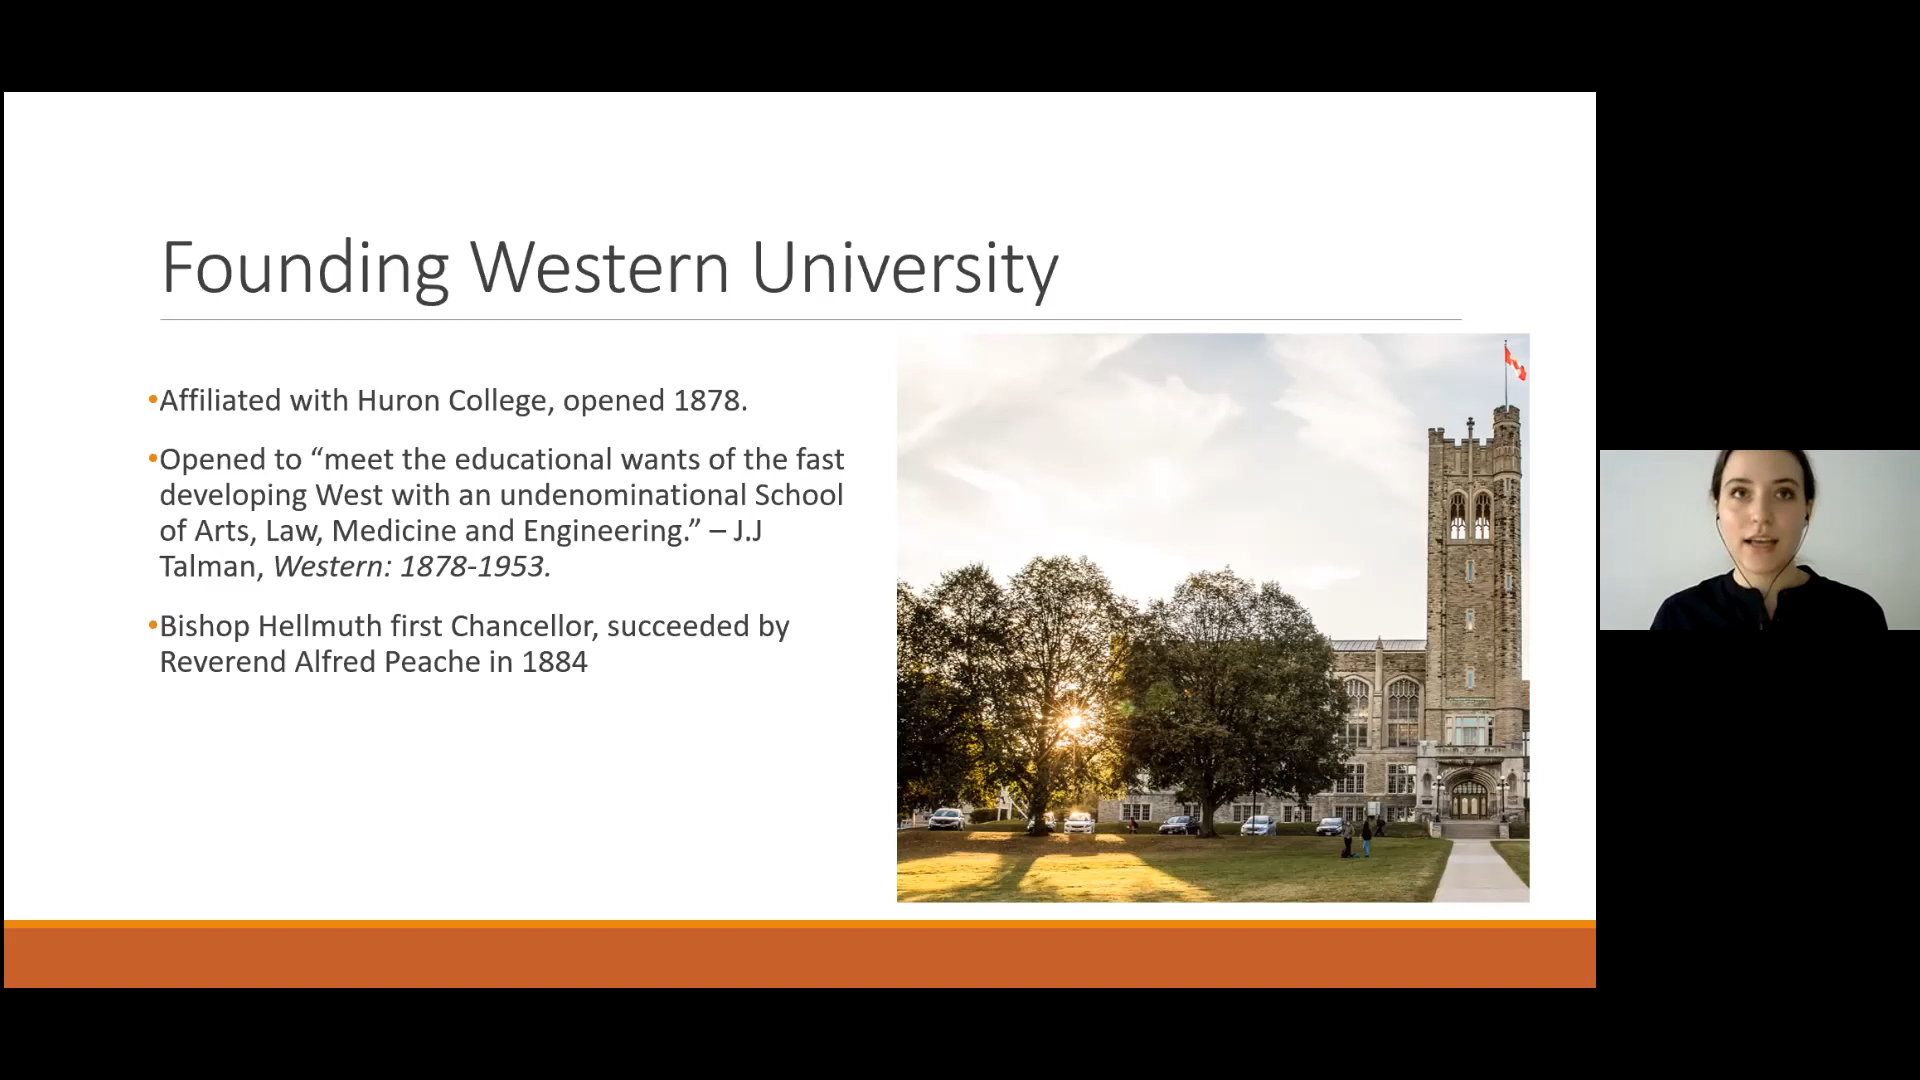 Founding Western University
•Affiliated with Huron College, opened 1878.
•Opened to “meet the educational wants of the fast
developing West with an undenominational School
of Arts, Law, Medicine and Engineering.” – J.J
Talman, Western: 1878-1953.
•Bishop Hellmuth first Chancellor, succeeded by
Reverend Alfred Peache in 1884